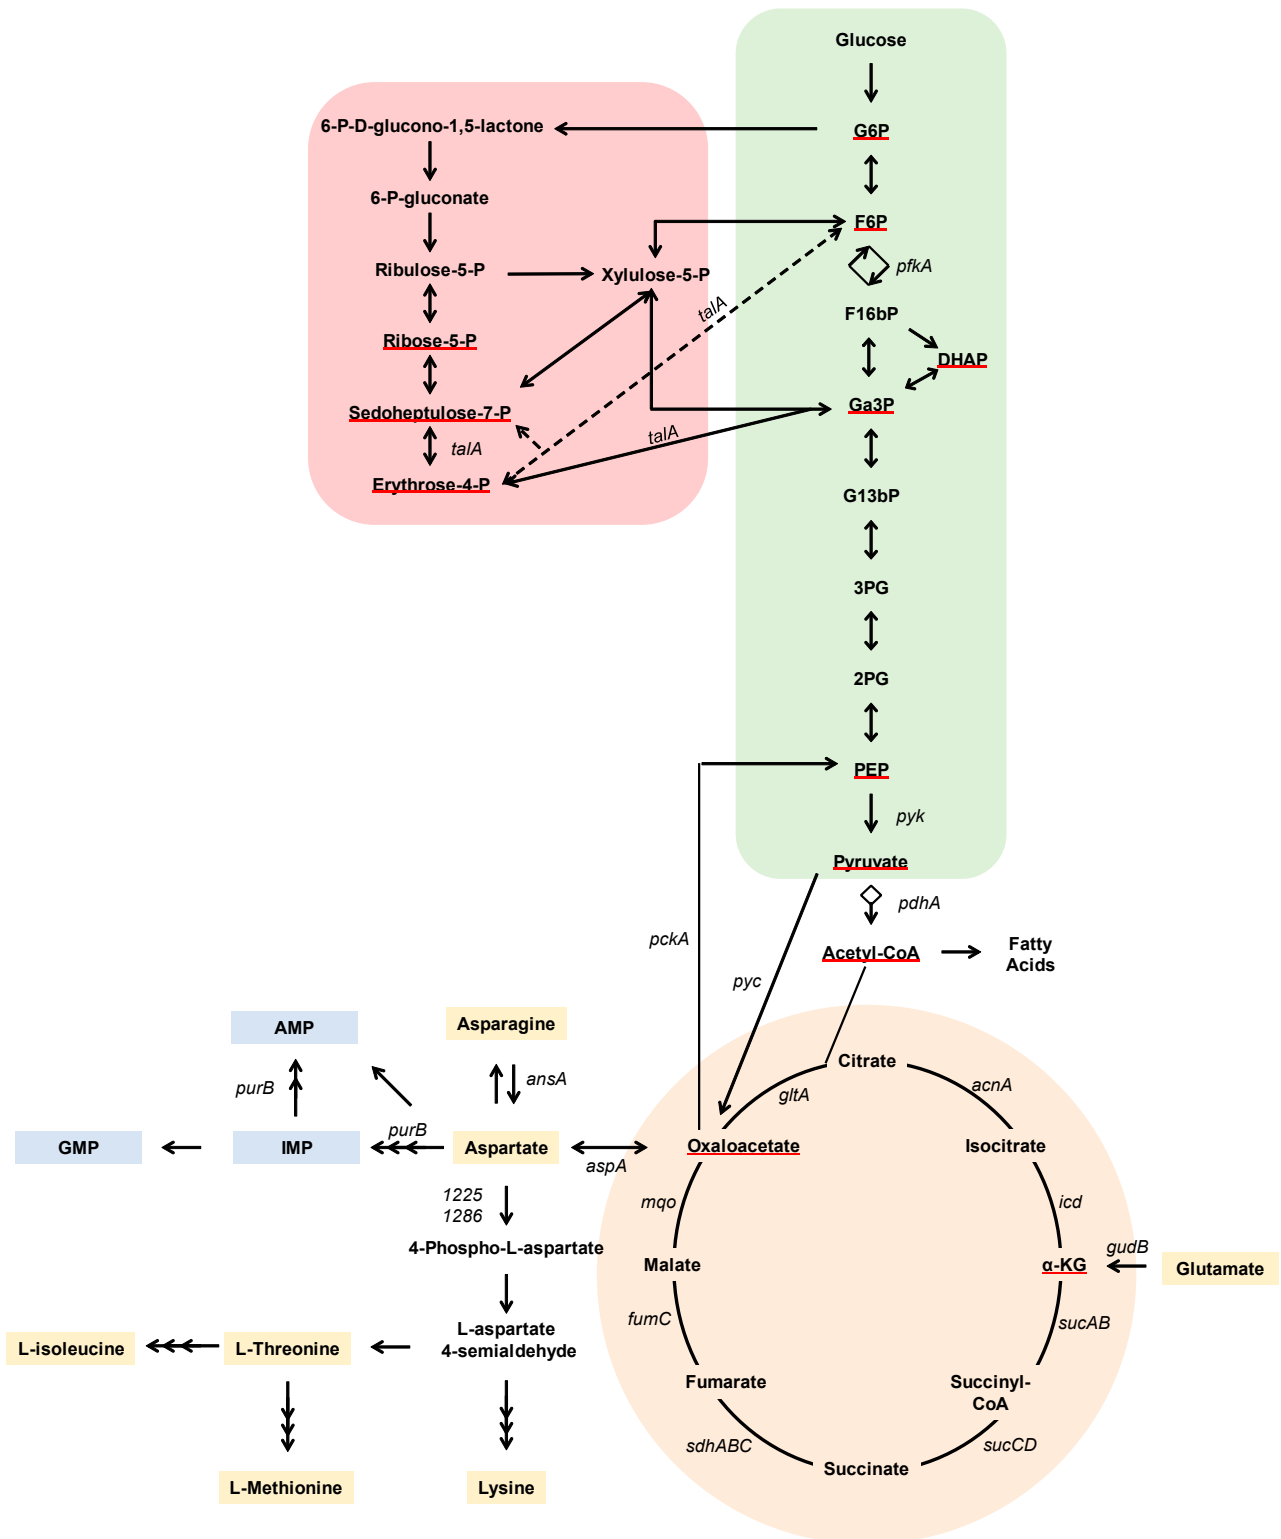 Glucose
6-P-D-glucono-1,5-lactone
G6P
6-P-gluconate
F6P
Ribulose-5-P
Xylulose-5-P
pfkA
talA
F16bP
Ribose-5-P
DHAP
Sedoheptulose-7-P
Ga3P
talA
talA
Erythrose-4-P
G13bP
3PG
2PG
PEP
pyk
Pyruvate
pdhA
pckA
Acetyl-CoA
Fatty
Acids
pyc
AMP
Asparagine
Citrate
purB
ansA
gltA
acnA
purB
GMP
IMP
Aspartate
aspA
Oxaloacetate
Isocitrate
1225
1286
mqo
icd
4-Phospho-L-aspartate
gudB
Malate
α-KG
Glutamate
fumC
sucAB
L-aspartate
4-semialdehyde
L-isoleucine
L-Threonine
Fumarate
Succinyl-
CoA
sdhABC
sucCD
Succinate
L-Methionine
Lysine